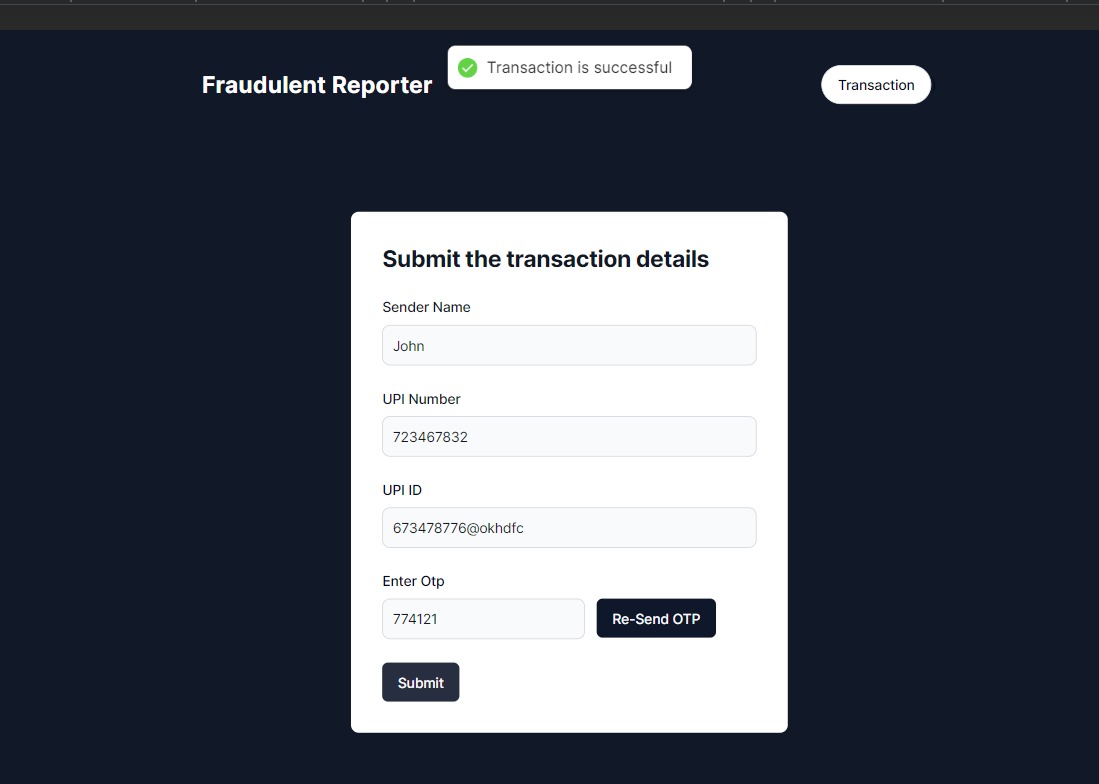 Fraudulent Reporter
Transaction is successful
Transaction
Submit the transaction details
Sender Name
John
UPI Number
723467832
UPI ID
673478776@okhdfc
Enter Otp
774121
Re-Send OTP
Submit